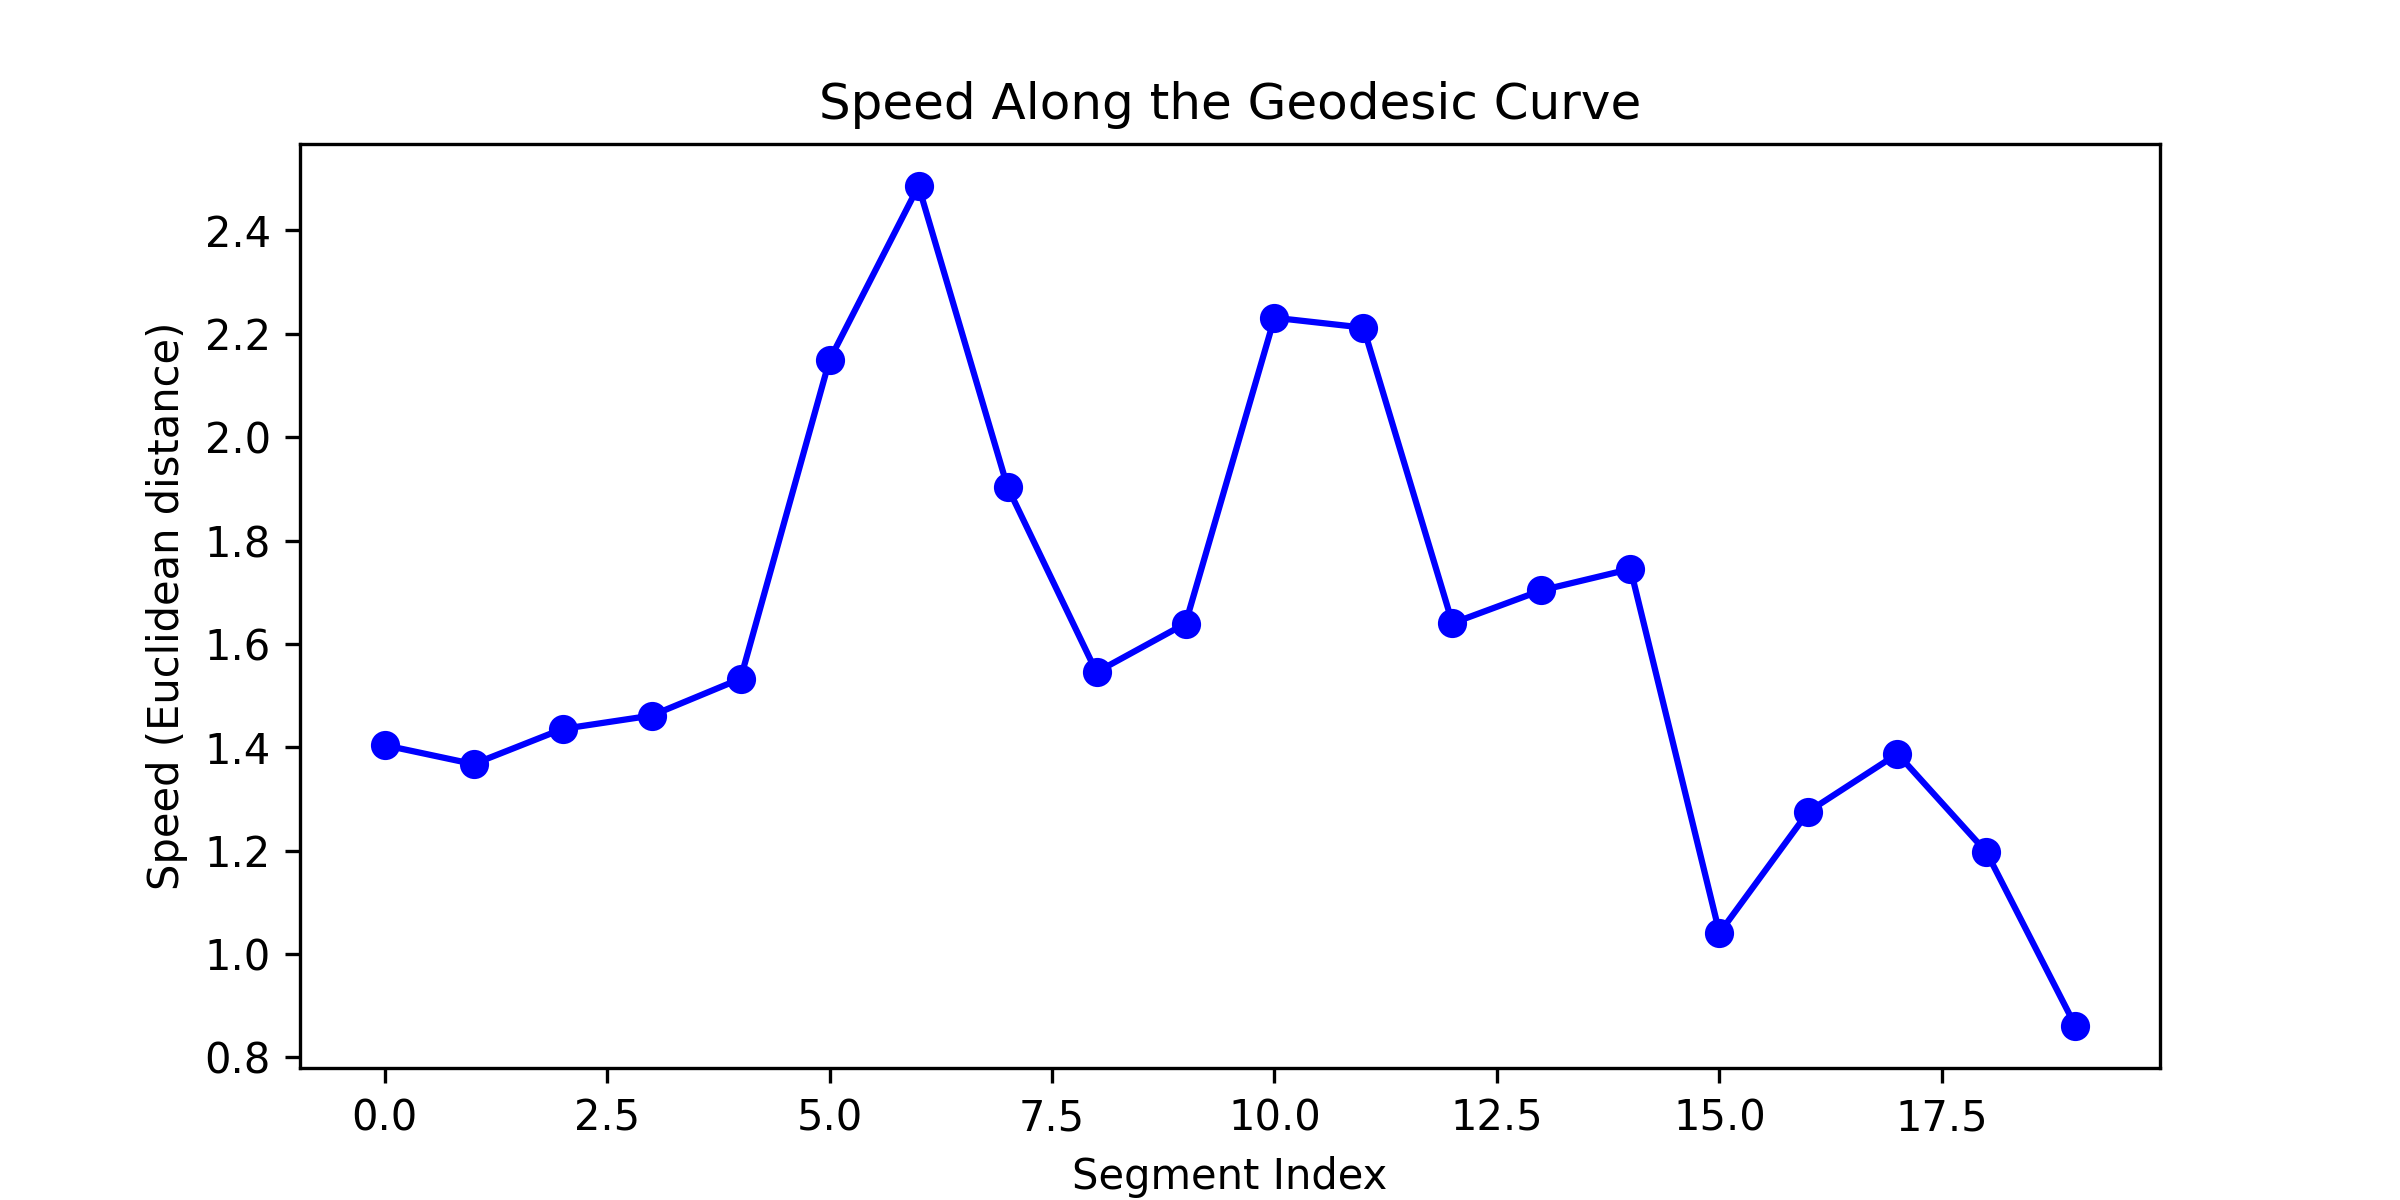 Speed Along the Geodesic Curve
Speed (Euclidean distance)
2.4
2.2
2.0
1.8
1.6
1.4
1.2
1.0
0.8
0.0 2.5 5.0 7.5 10.0 12.5 15.0 17.5
Segment Index